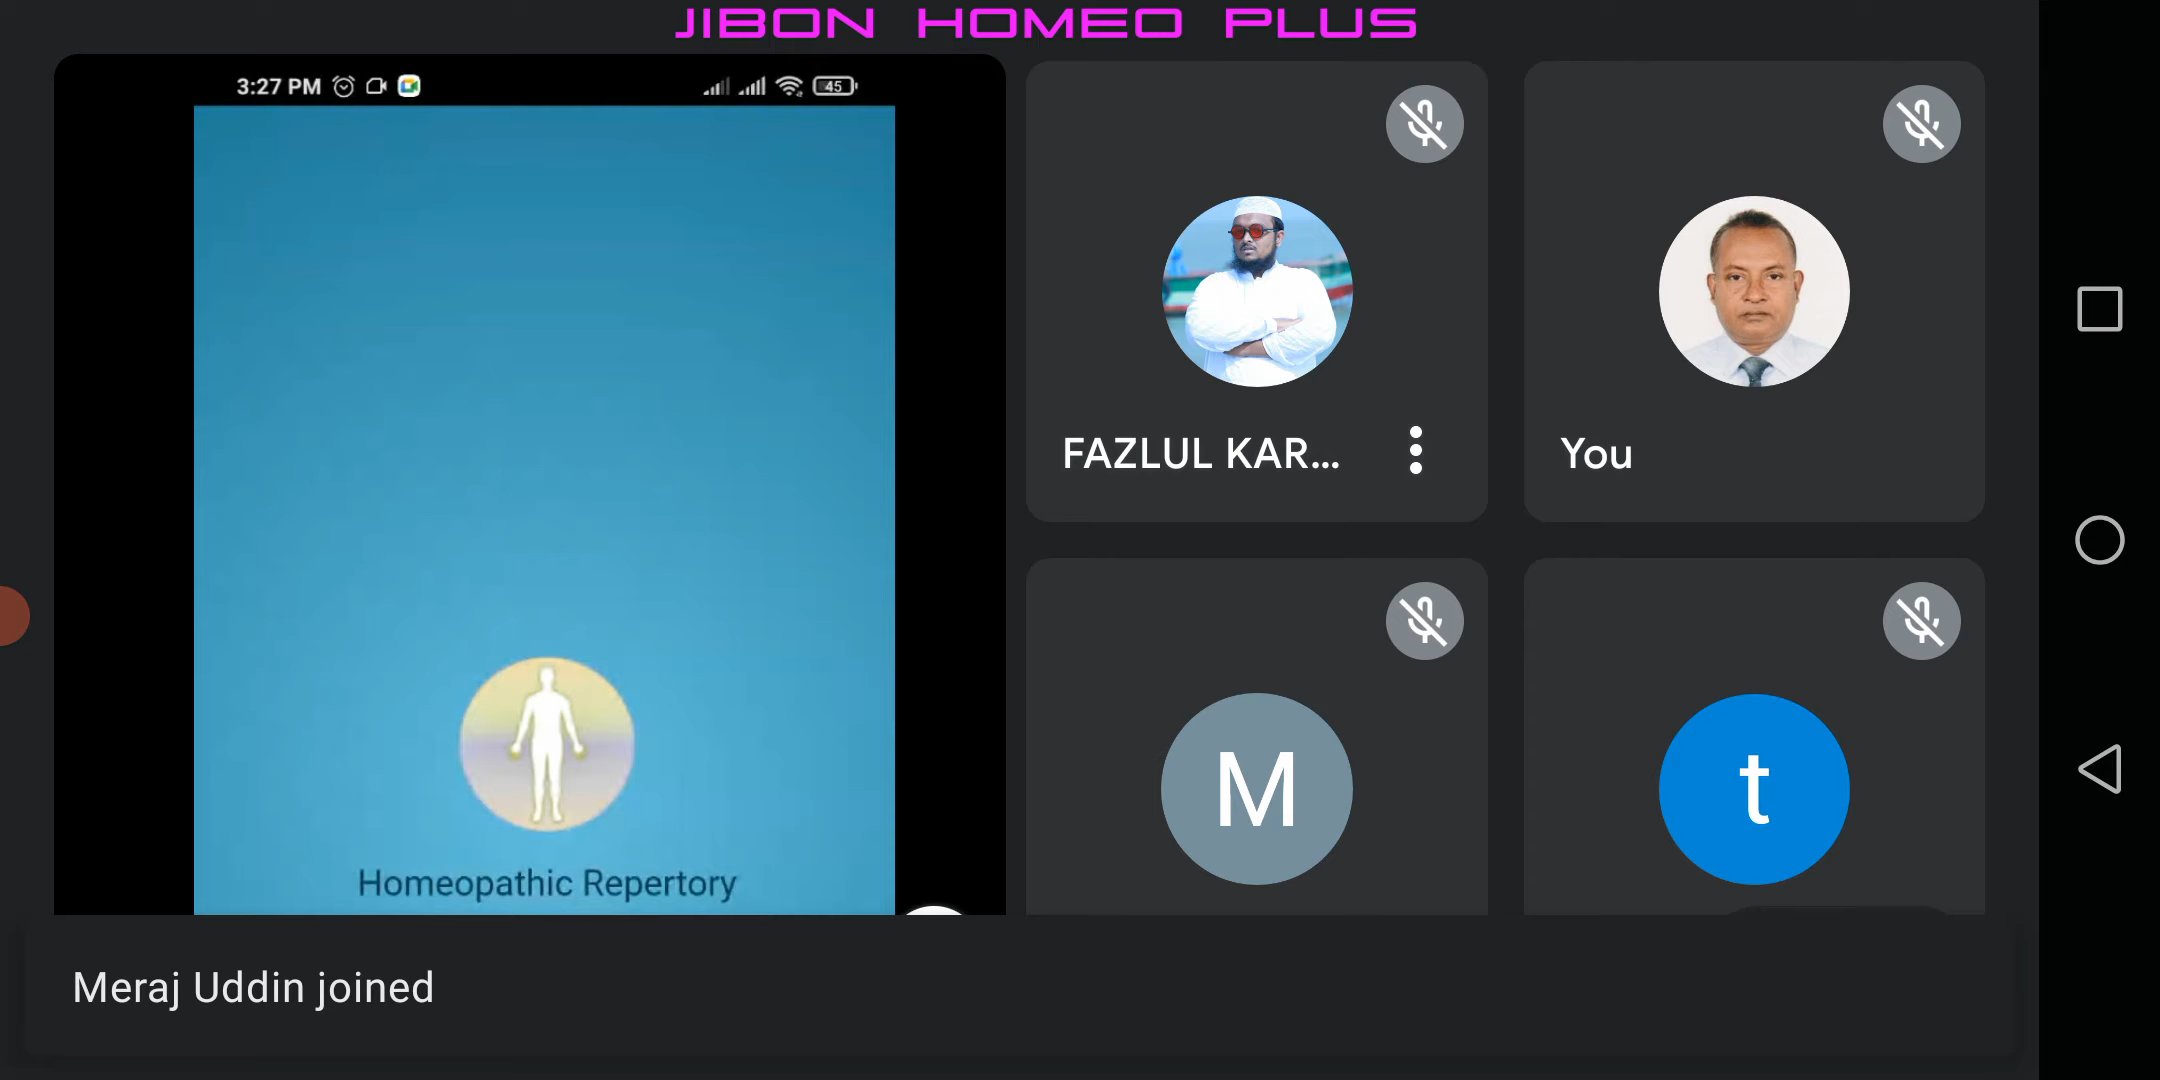 JIBON HOMEO PLUS
3:27 PM
45
Homeopathic Repertory
FAZLUL KAR...
You
M
t
Meraj Uddin joined